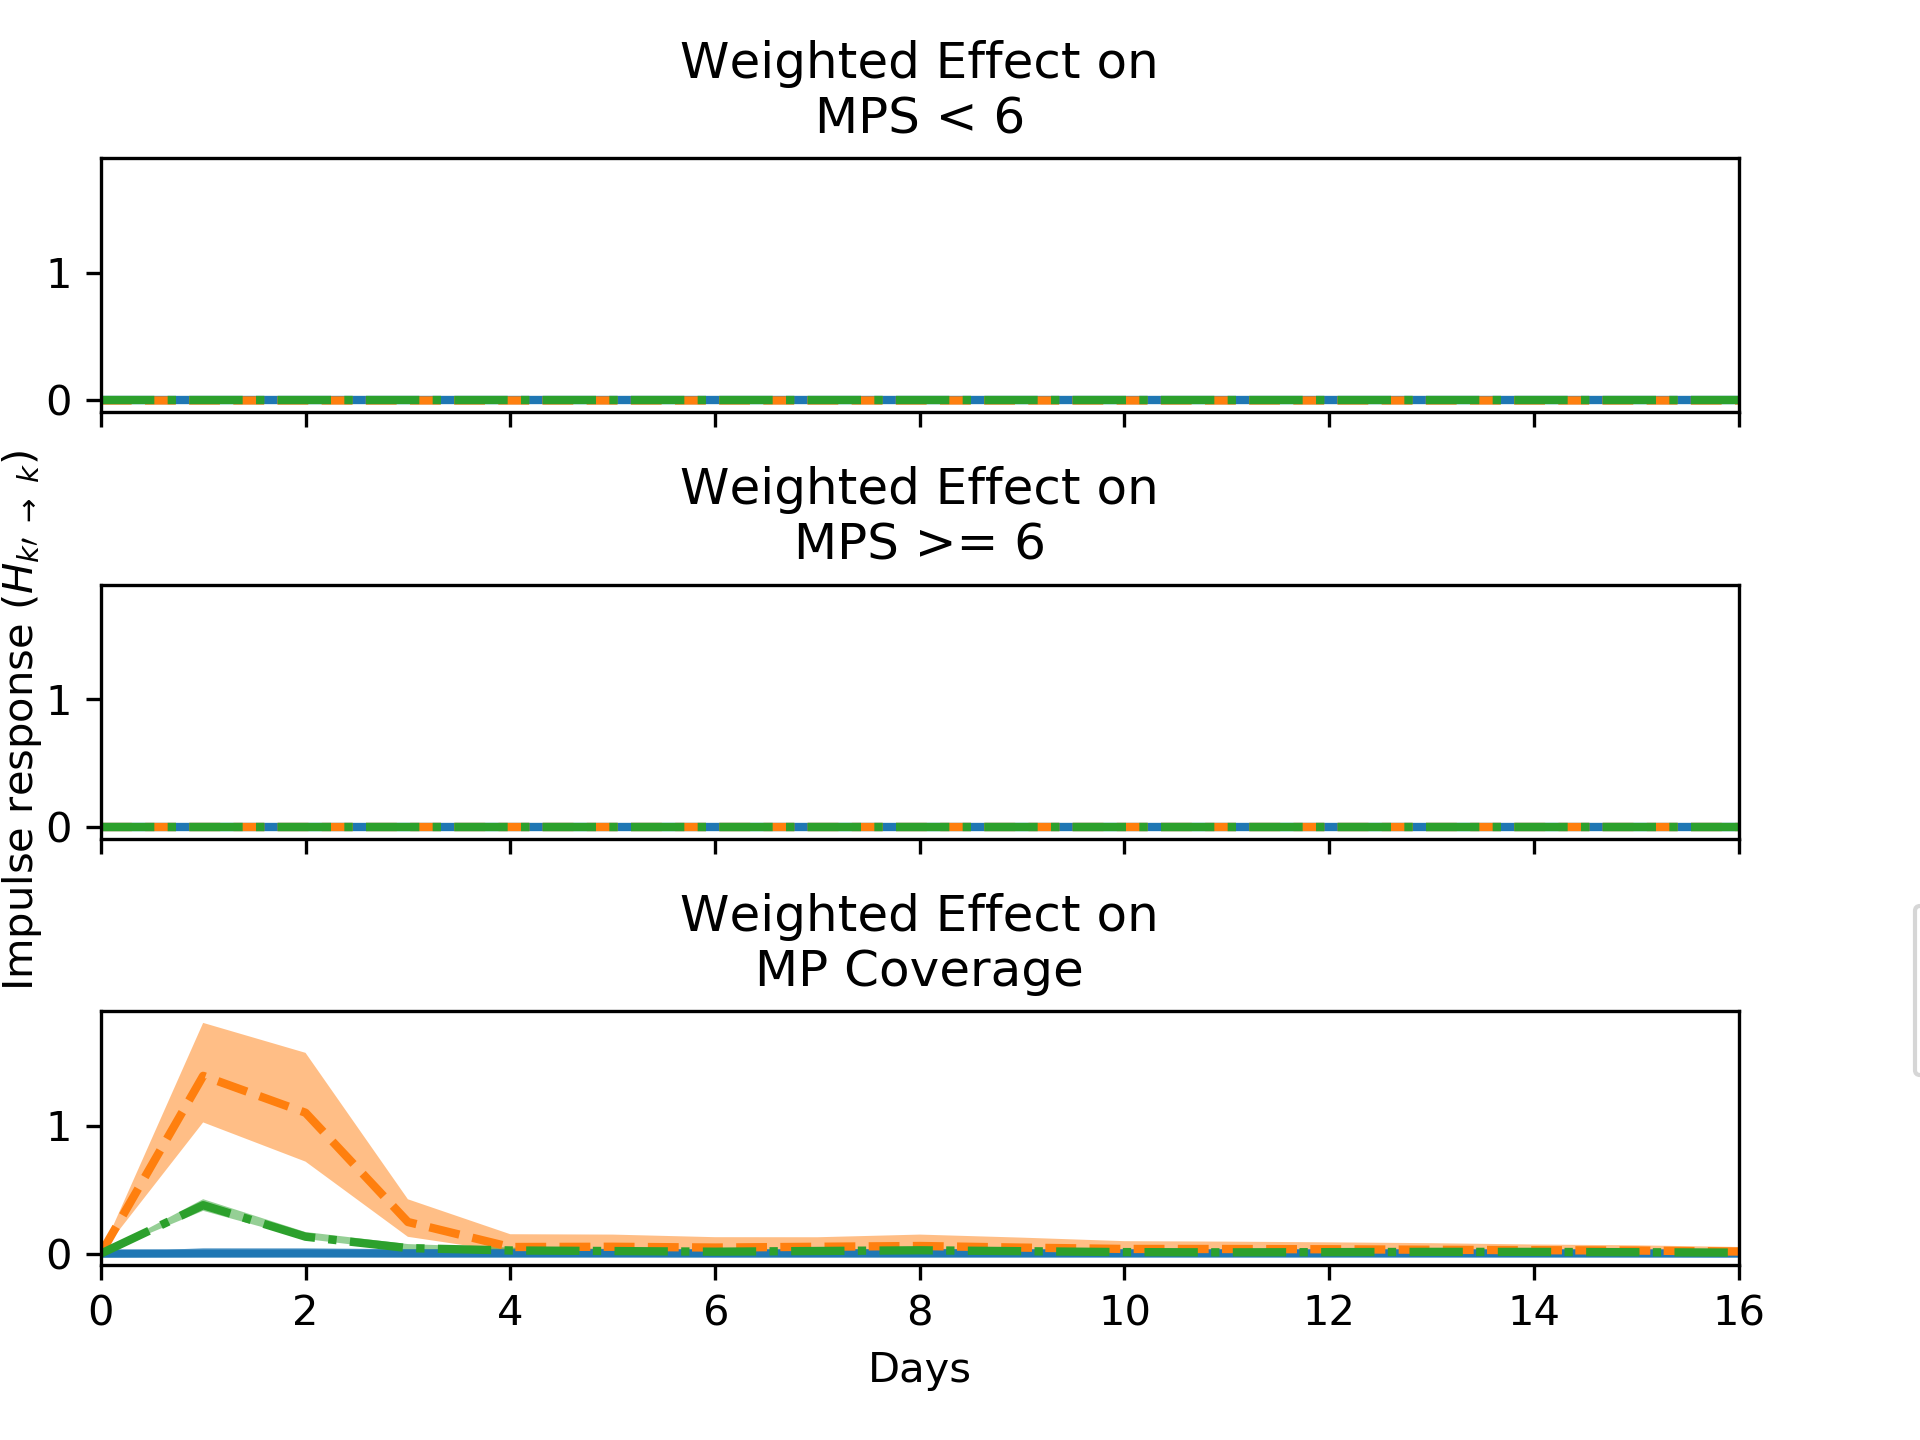 Weighted Effect on
MPS < 6
1
0
Weighted Effect on
MPS >= 6
1
0
Impulse response (H_{k′ → k})
Weighted Effect on
MP Coverage
1
0
0 2 4 6 8 10 12 14 16
Days